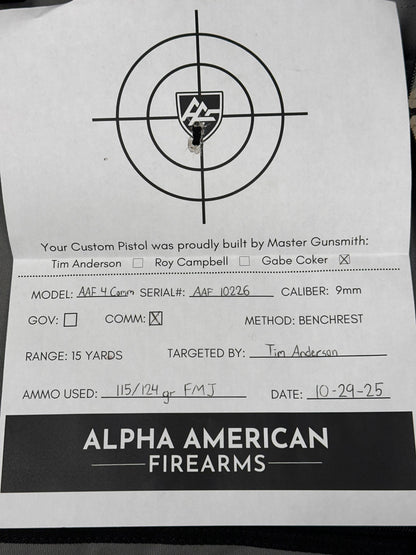 AAF
Your Custom Pistol was proudly built by Master Gunsmith:
Tim Anderson ☐ Roy Campbell ☐ Gabe Coker ☒
MODEL: AAF 4 Comm SERIAL#: AAF 10226 CALIBER: 9mm
GOV: ☐ COMM: ☒ METHOD: BENCHREST
RANGE: 15 YARDS TARGETED BY: Tim Anderson
AMMO USED: 115/124 gr FMJ DATE: 10-29-25
ALPHA AMERICAN
FIREARMS